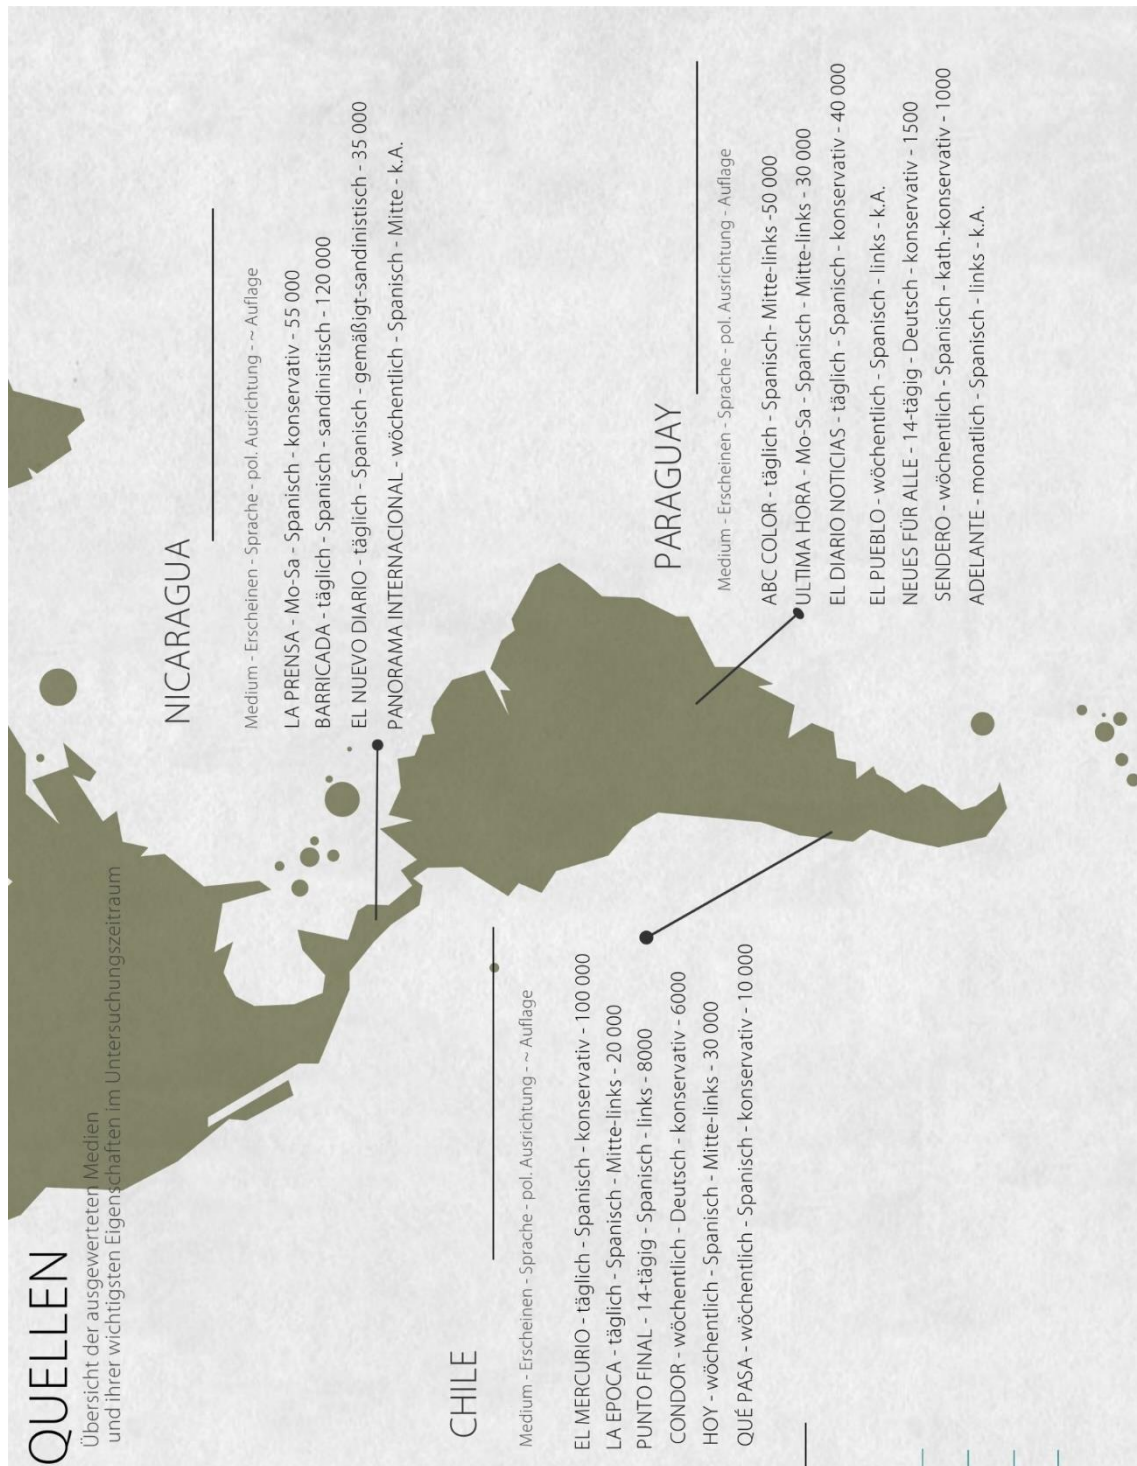 QUELLEN
Übersicht der ausgewerteten Medien
und ihrer wichtigsten Eigenschaften im Untersuchungszeitraum
NICARAGUA
Medium - Erscheinen - Sprache - pol. Ausrichtung - ~ Auflage
LA PRENSA - Mo-Sa - Spanisch - konservativ - 55 000
BARRICADA - täglich - Spanisch - sandinistisch - 120 000
EL NUEVO DIARIO - täglich - Spanisch - gemäßigt-sandinistisch - 35 000
PANORAMA INTERNACIONAL - wöchentlich - Spanisch - Mitte - k.A.
CHILE
Medium - Erscheinen - Sprache - pol. Ausrichtung - ~ Auflage
EL MERCURIO - täglich - Spanisch - konservativ - 100 000
LA EPOCA - täglich - Spanisch - Mitte-links - 20 000
PUNTO FINAL - 14-tägig - Spanisch - links - 8000
CONDOR - wöchentlich - Deutsch - konservativ - 6000
HOY - wöchentlich - Spanisch - Mitte-links - 30 000
QUÉ PASA - wöchentlich - Spanisch - konservativ - 10 000
PARAGUAY
Medium - Erscheinen - Sprache - pol. Ausrichtung - Auflage
ABC COLOR - täglich - Spanisch- Mitte-links -50 000
ULTIMA HORA - Mo-Sa - Spanisch - Mitte-links - 30 000
EL DIARIO NOTICIAS - täglich - Spanisch - konservativ - 40 000
EL PUEBLO - wöchentlich - Spanisch - links - k.A.
NEUES FÜR ALLE - 14-tägig - Deutsch - konservativ - 1500
SENDERO - wöchentlich - Spanisch - kath.-konservativ - 1000
ADELANTE - monatlich - Spanisch - links - k.A.